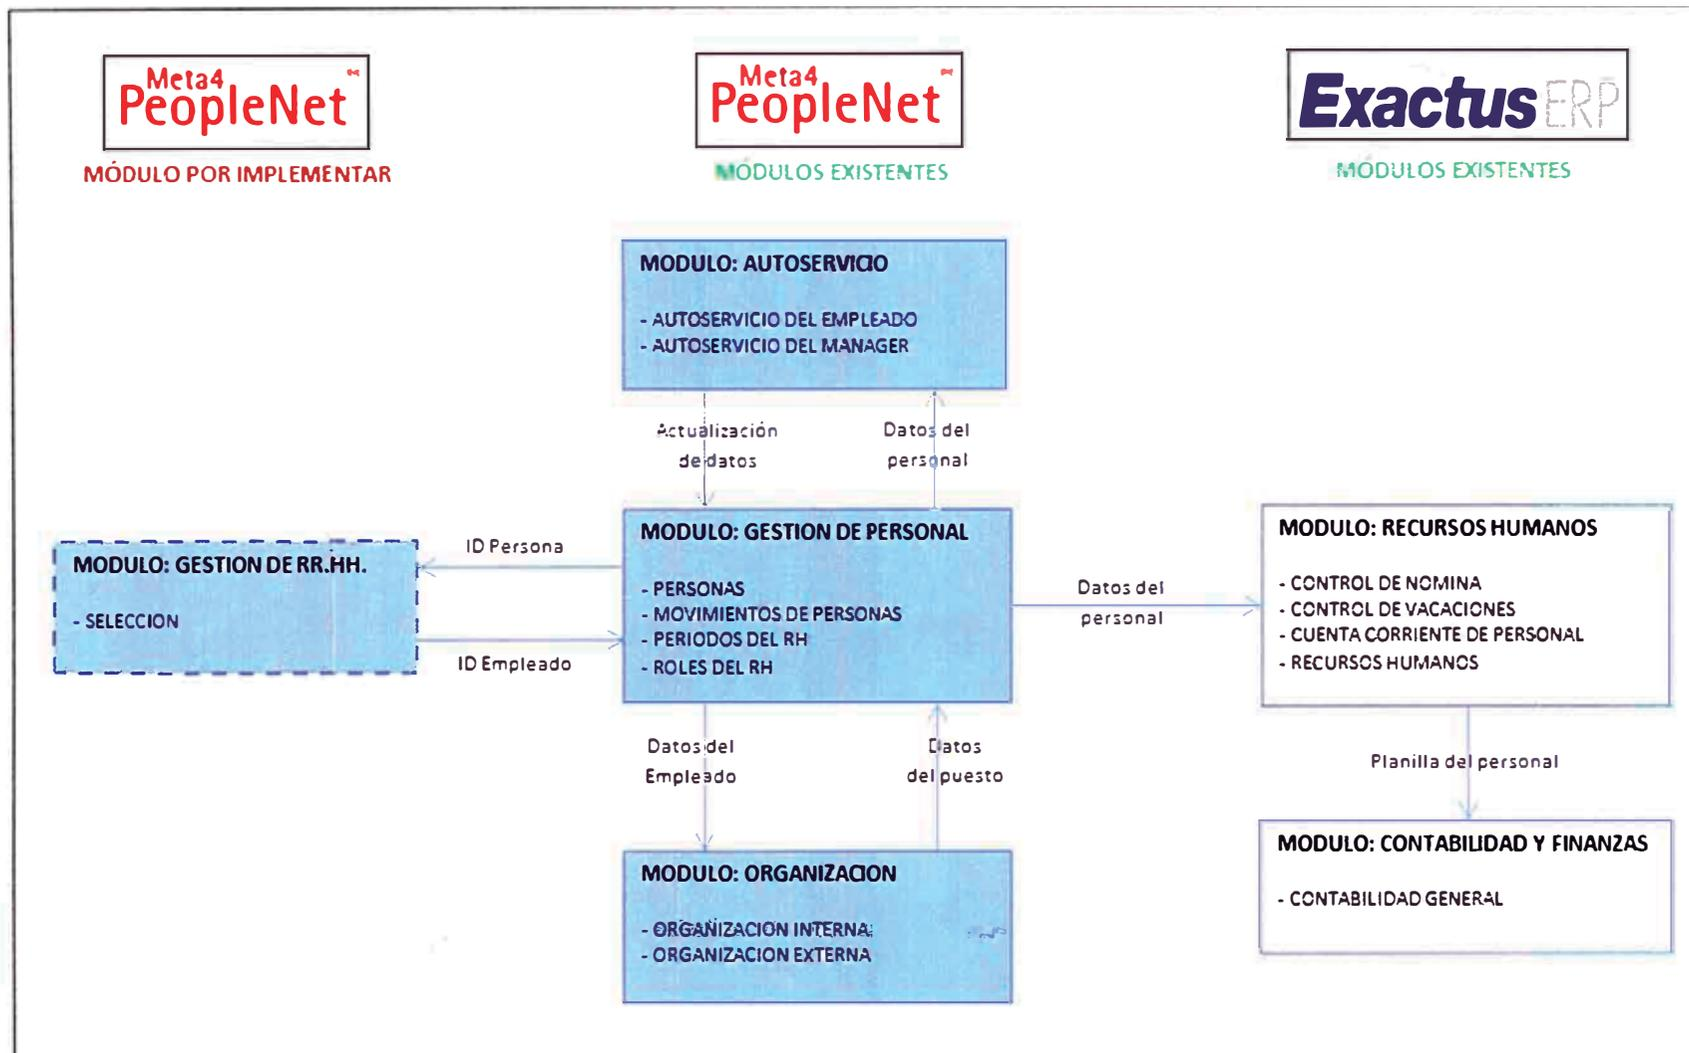 Meta4
PeopleNet
MÓDULO POR IMPLEMENTAR
Meta4
PeopleNet
MÓDULOS EXISTENTES
Exactus ERP
MÓDULOS EXISTENTES
MODULO: AUTOSERVICIO
- AUTOSERVICIO DEL EMPLEADO
- AUTOSERVICIO DEL MANAGER
Actualización
de datos
Datos del
personal
MODULO: GESTION DE RR.HH.
- SELECCION
ID Persona
ID Empleado
MODULO: GESTION DE PERSONAL
- PERSONAS
- MOVIMIENTOS DE PERSONAS
- PERIODOS DEL RH
- ROLES DEL RH
Datos del
personal
MODULO: RECURSOS HUMANOS
- CONTROL DE NOMINA
- CONTROL DE VACACIONES
- CUENTA CORRIENTE DE PERSONAL
- RECURSOS HUMANOS
Datos del
Empleado
Datos
del puesto
Planilla del personal
MODULO: ORGANIZACION
- ORGANIZACION INTERNA
- ORGANIZACION EXTERNA
MODULO: CONTABILIDAD Y FINANZAS
- CONTABILIDAD GENERAL